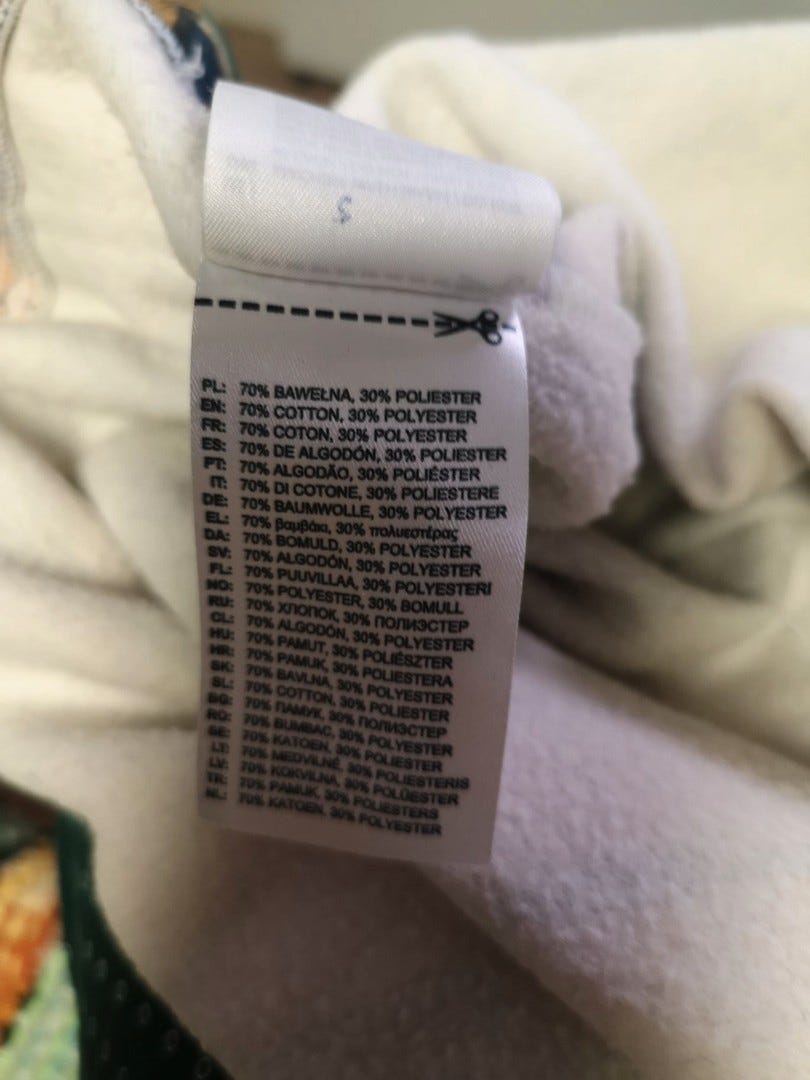 PL: 70% BAWEŁNA, 30% POLIESTER
EN: 70% COTTON, 30% POLYESTER
FR: 70% COTON, 30% POLYESTER
ES: 70% DE ALGODÓN, 30% POLYESTER
PT: 70% ALGODÃO, 30% POLIÉSTER
IT: 70% DI COTONE, 30% POLIESTERE
DE: 70% BAUMWOLLE, 30% POLYESTER
EL: 70% βαμβάκι, 30% πολυεστέρας
DA: 70% BOMULD, 30% POLYESTER
SV: 70% ALGODÓN, 30% POLYESTER
FL: 70% PUUVILLAA, 30% POLYESTERI
NO: 70% POLYESTER, 30% BOMULL
RU: 70% ХЛОПОК, 30% ПОЛИЭСТЕР
CL: 70% ALGODÓN, 30% POLYESTER
HU: 70% PAMUT, 30% POLIÉSZTER
HR: 70% PAMUK, 30% POLIESTERA
SK: 70% BAVLNA, 30% POLYESTER
SL: 70% COTTON, 30% POLIESTER
BG: 70% ПАМУК, 30% ПОЛИЭСТЕР
RO: 70% BUMBAC, 30% POLYESTER
BE: 70% KATOEN, 30% POLIESTER
LT: 70% MEDVILNĖ, 30% POLIESTERIS
LV: 70% KOKVILNA, 30% POLÜESTER
TR: 70% PAMUK, 30% POLIESTERS
NL: 70% KATOEN, 30% POLYESTER